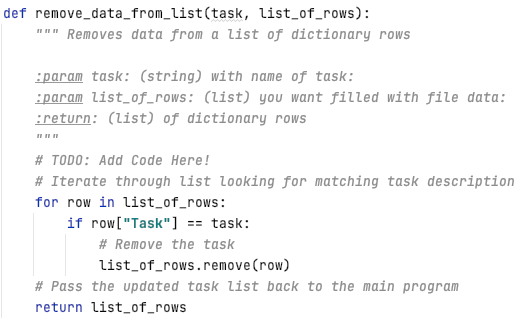 def remove_data_from_list(task, list_of_rows):
    """ Removes data from a list of dictionary rows

    :param task: (string) with name of task:
    :param list_of_rows: (list) you want filled with file data:
    :return: (list) of dictionary rows
    """
    # TODO: Add Code Here!
    # Iterate through list looking for matching task description
    for row in list_of_rows:
        if row["Task"] == task:
            # Remove the task
            list_of_rows.remove(row)
    # Pass the updated task list back to the main program
    return list_of_rows